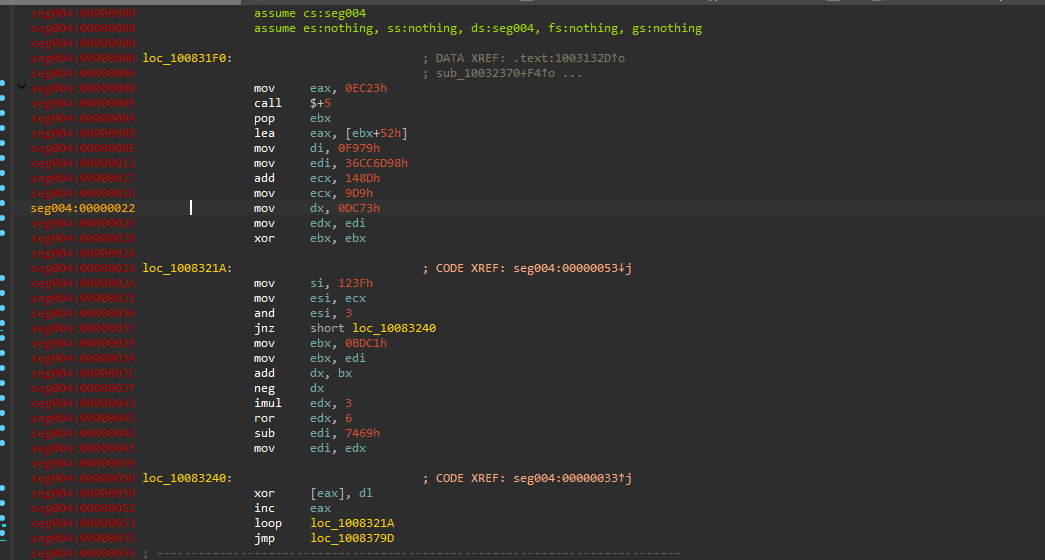 seg004:00000000 assume cs:seg004
seg004:00000000 assume es:nothing, ss:nothing, ds:seg004, fs:nothing, gs:nothing
seg004:00000000
seg004:00000000 loc_100831F0: ; DATA XREF: .text:1003132D↑o
seg004:00000000 ; sub_10032370+F4↑o ...
seg004:00000000 mov eax, 0EC23h
seg004:00000005 call $+5
seg004:0000000A pop ebx
seg004:0000000B lea eax, [ebx+52h]
seg004:0000000E mov di, 0F979h
seg004:00000012 mov edi, 36CC6D98h
seg004:00000017 add ecx, 148Dh
seg004:0000001D mov ecx, 9D9h
seg004:00000022 mov dx, 0DC73h
seg004:00000026 mov edx, edi
seg004:00000028 xor ebx, ebx
seg004:0000002A
seg004:0000002A loc_1008321A: ; CODE XREF: seg004:00000053↓j
seg004:0000002A mov si, 123Fh
seg004:0000002E mov esi, ecx
seg004:00000030 and esi, 3
seg004:00000033 jnz short loc_10083240
seg004:00000035 mov ebx, 0BDC1h
seg004:0000003A mov ebx, edi
seg004:0000003C add dx, bx
seg004:0000003F neg dx
seg004:00000042 imul edx, 3
seg004:00000045 ror edx, 6
seg004:00000048 sub edi, 7469h
seg004:0000004E mov edi, edx
seg004:00000050
seg004:00000050 loc_10083240: ; CODE XREF: seg004:00000033↑j
seg004:00000050 xor [eax], dl
seg004:00000052 inc eax
seg004:00000053 loop loc_1008321A
seg004:00000055 jmp loc_1008379D
seg004:00000055 ; ---------------------------------------------------------------------------